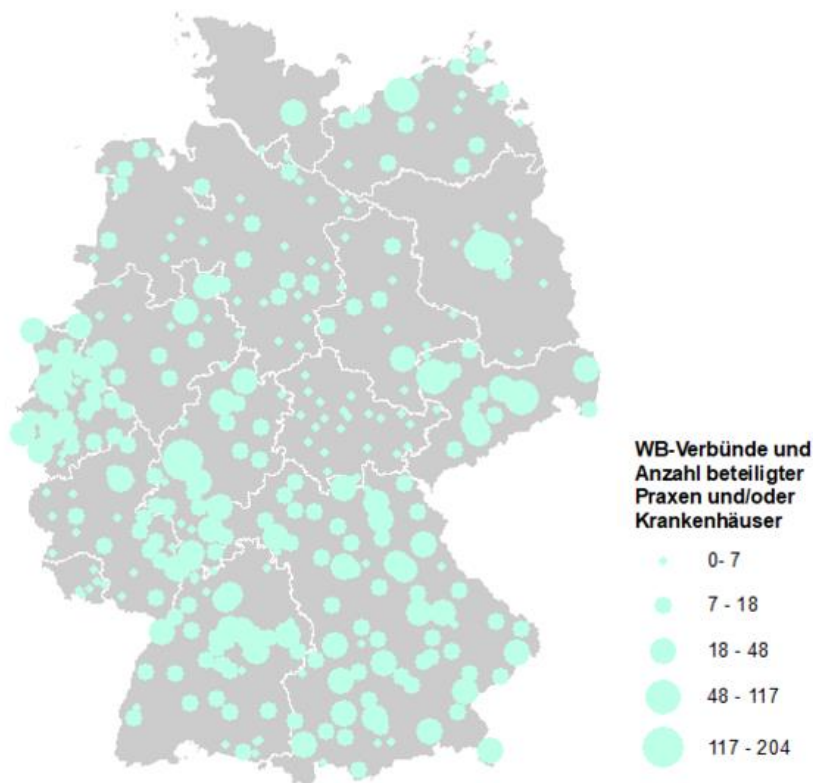 WB-Verbünde und
Anzahl beteiligter
Praxen und/oder
Krankenhäuser
0- 7
7 - 18
18 - 48
48 - 117
117 - 204